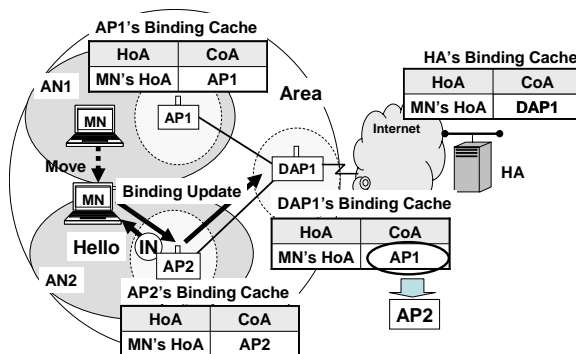 AP1's Binding Cache
HoA CoA
MN's HoA AP1
HA's Binding Cache
HoA CoA
MN's HoA DAP1
AN1
MN
AP1
Area
Internet
Move
DAP1
HA
MN
Binding Update
DAP1's Binding Cache
HoA CoA
MN's HoA AP1
Hello
IN
AP2
AN2
AP2's Binding Cache
HoA CoA
MN's HoA AP2
AP2